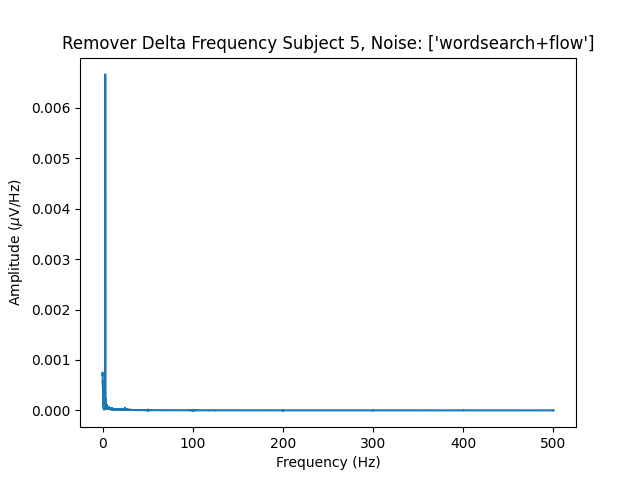 Remover Delta Frequency Subject 5, Noise: ['wordsearch+flow']
Amplitude (μV/Hz)
0.006
0.005
0.004
0.003
0.002
0.001
0.000
0 100 200 300 400 500
Frequency (Hz)